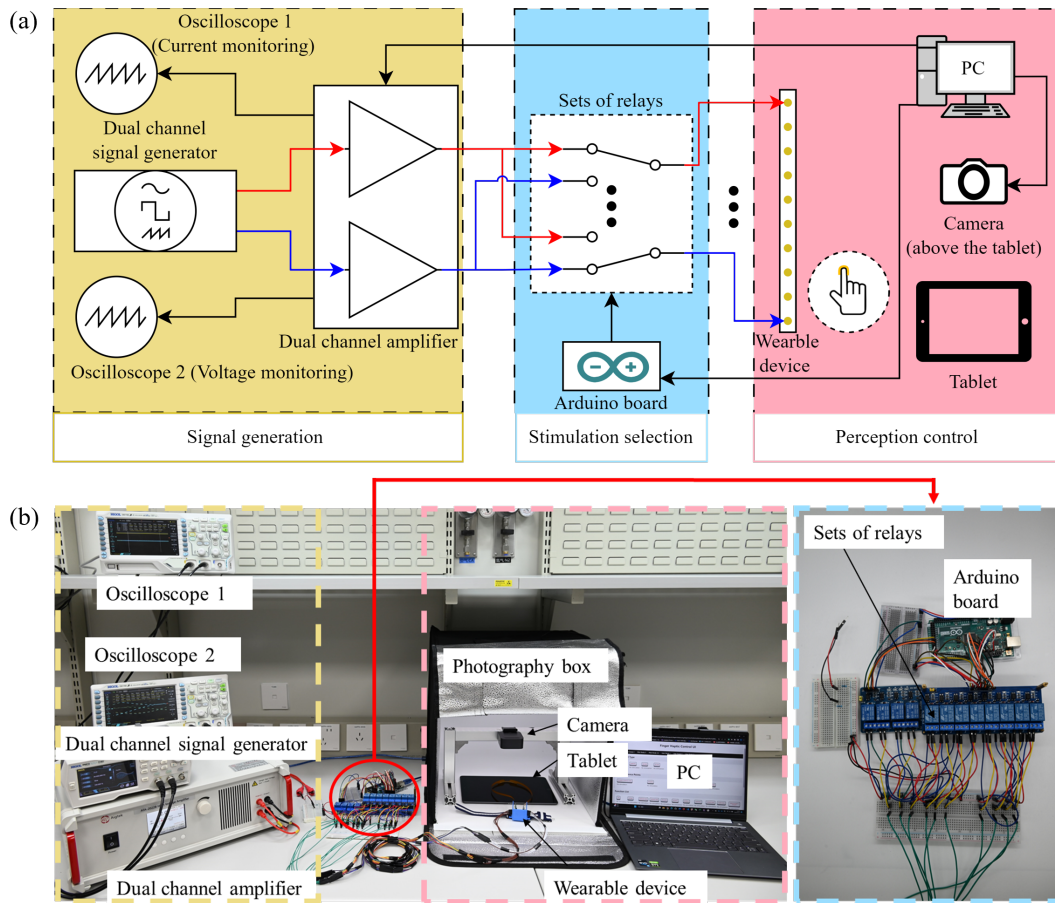 (a)
Oscilloscope 1
(Current monitoring)
Dual channel
signal generator
Oscilloscope 2 (Voltage monitoring)
Dual channel amplifier
Signal generation
Sets of relays
Arduino board
Stimulation selection
PC
Camera
(above the tablet)
Wearble
device
Tablet
Perception control
(b)
Oscilloscope 1
Oscilloscope 2
Dual channel signal generator
Dual channel amplifier
Photography box
Camera
Tablet
PC
Wearable device
Sets of relays
Arduino
board